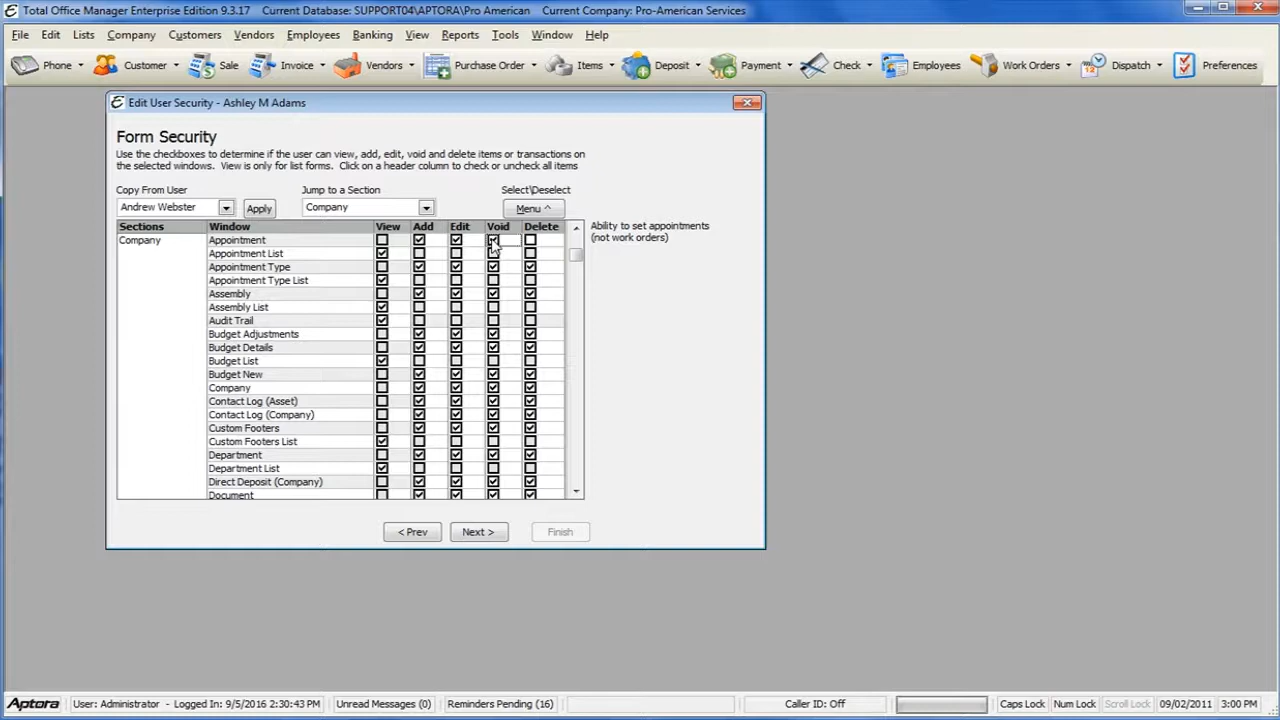 Total Office Manager Enterprise Edition 9.3.17 Current Database: SUPPORT04\APTORA\Pro American Current Company: Pro-American Services
File Edit Lists Company Customers Vendors Employees Banking View Reports Tools Window Help
Phone Customer Sale Invoice Vendors Purchase Order Items Deposit Payment Check Employees Work Orders Dispatch Preferences
Edit User Security - Ashley M Adams
Form Security
Use the checkboxes to determine if the user can view, add, edit, void and delete items or transactions on
the selected windows. View is only for list forms. Click on a header column to check or uncheck all items
Copy From User Jump to a Section Select\Deselect
Andrew Webster Apply Company Menu ^
Sections Window View Add Edit Void Delete
Ability to set appointments
(not work orders)
Company Appointment
Appointment List
Appointment Type
Appointment Type List
Assembly
Assembly List
Audit Trail
Budget Adjustments
Budget Details
Budget List
Budget New
Company
Contact Log (Asset)
Contact Log (Company)
Custom Footers
Custom Footers List
Department
Department List
Direct Deposit (Company)
Document
< Prev Next > Finish
Aptora User: Administrator - Logged In: 9/5/2016 2:30:43 PM Unread Messages (0) Reminders Pending (16) Caller ID: Off Caps Lock Num Lock Scroll Lock 09/02/2011 3:00 PM